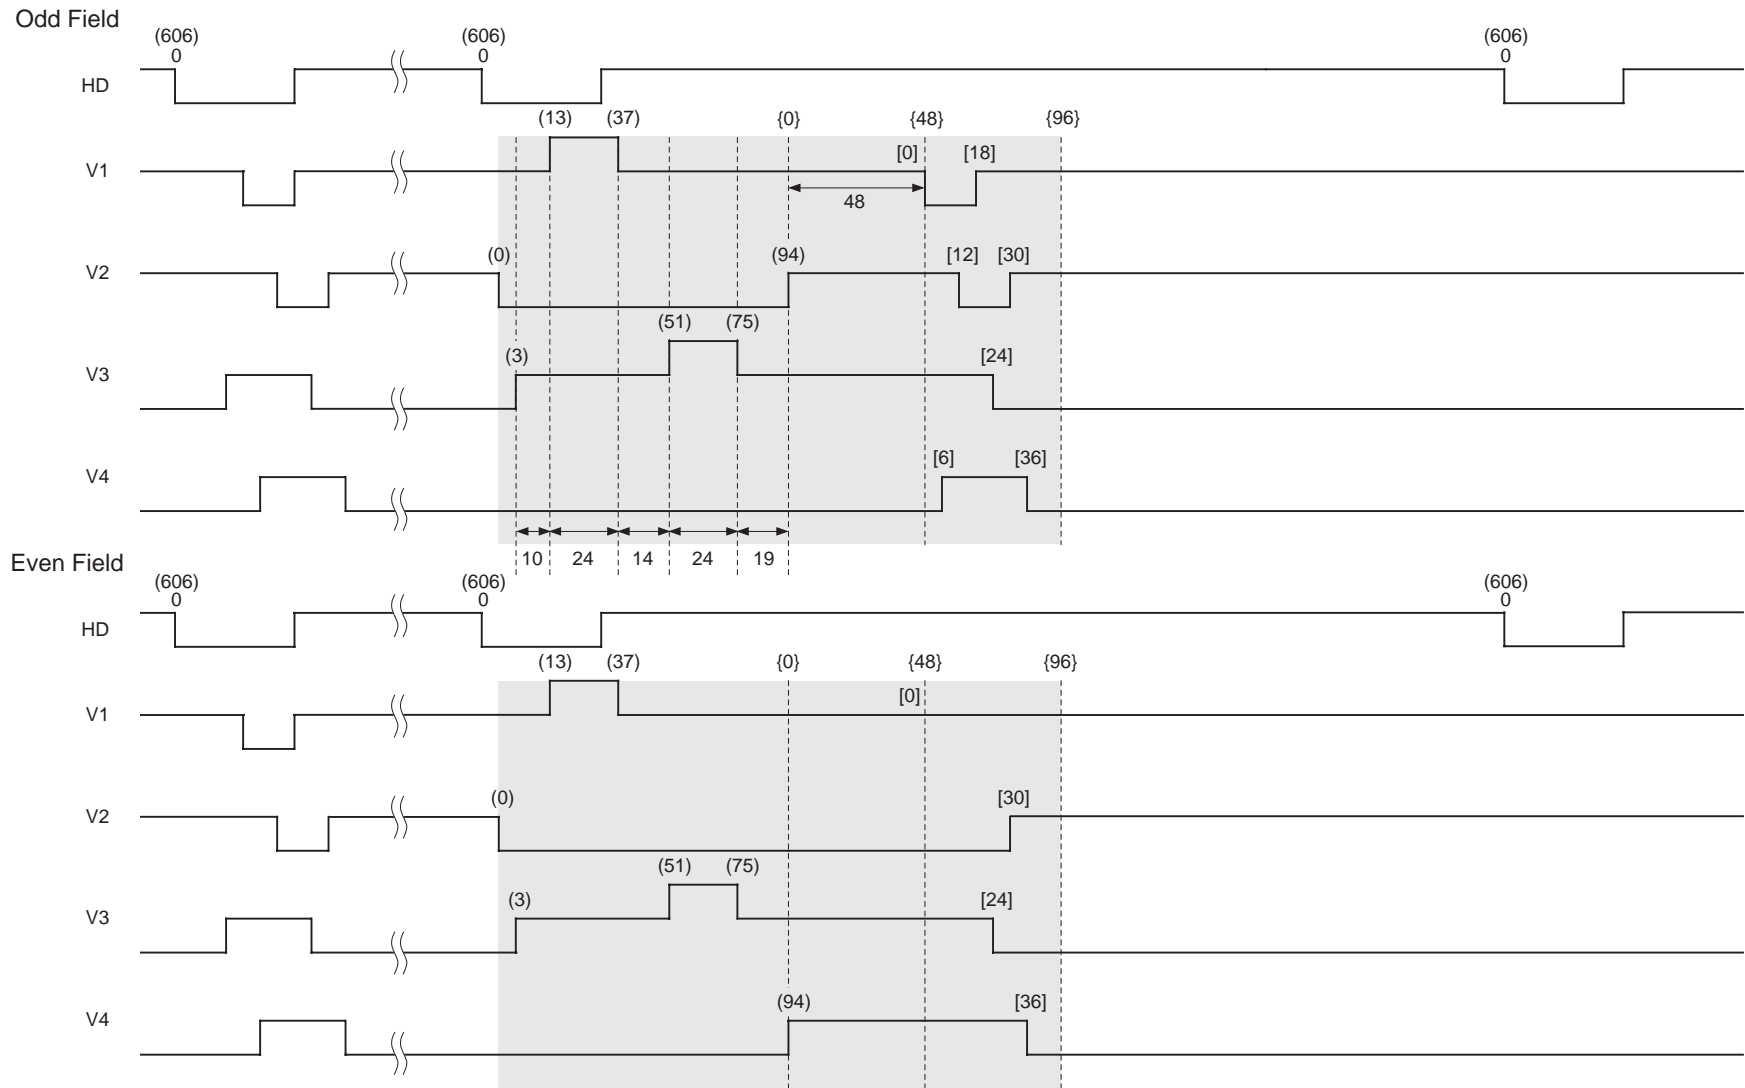 Odd Field
(606) (606) (606)
0 0 0
HD
(13) (37) {0} {48} {96}
[0] [18]
V1
48
(0) (94) [12] [30]
V2
(51) (75)
(3) [24]
V3
[6] [36]
V4
10 24 14 24 19
Even Field
(606) (606) (606)
0 0 0
HD
(13) (37) {0} {48} {96}
[0]
V1
(0) [30]
V2
(51) (75)
(3) [24]
V3
(94) [36]
V4